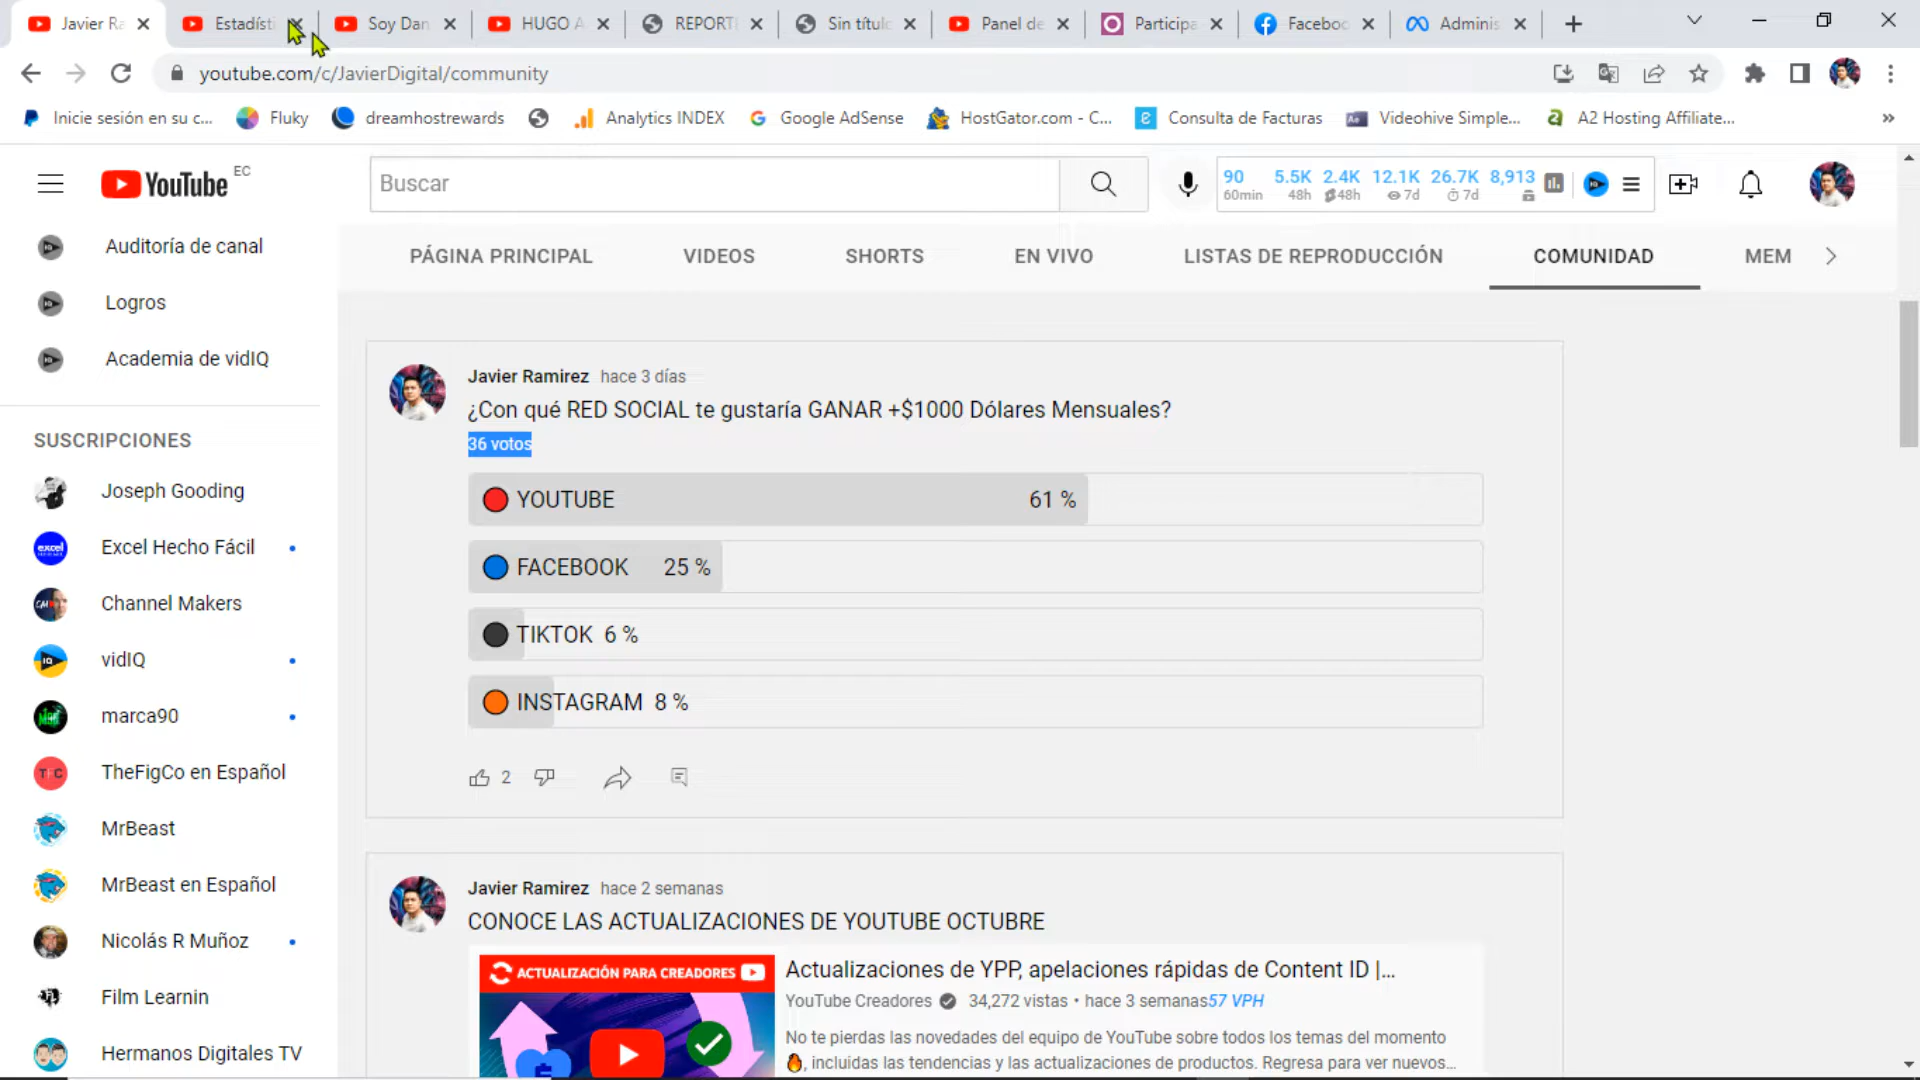 Javier Ra
Estadísti
Soy Dan
HUGO A
REPORT
Sin título
Panel de
Participa
Faceboo
Adminis
youtube.com/c/JavierDigital/community
Inicie sesión en su c...
Fluky
dreamhostrewards
Analytics INDEX
Google AdSense
HostGator.com - C...
Consulta de Facturas
Videohive Simple...
A2 Hosting Affiliate...
YouTube EC
Buscar
90 5.5K 2.4K 12.1K 26.7K 8,913
60min 48h 48h 7d 7d
Auditoría de canal
Logros
Academia de vidIQ
SUSCRIPCIONES
Joseph Gooding
Excel Hecho Fácil
Channel Makers
vidIQ
marca90
TheFigCo en Español
MrBeast
MrBeast en Español
Nicolás R Muñoz
Film Learnin
Hermanos Digitales TV
PÁGINA PRINCIPAL
VIDEOS
SHORTS
EN VIVO
LISTAS DE REPRODUCCIÓN
COMUNIDAD
MEM
Javier Ramirez hace 3 días
¿Con qué RED SOCIAL te gustaría GANAR +$1000 Dólares Mensuales?
36 votos
YOUTUBE 61 %
FACEBOOK 25 %
TIKTOK 6 %
INSTAGRAM 8 %
2
Javier Ramirez hace 2 semanas
CONOCE LAS ACTUALIZACIONES DE YOUTUBE OCTUBRE
ACTUALIZACIÓN PARA CREADORES
Actualizaciones de YPP, apelaciones rápidas de Content ID |...
YouTube Creadores 34,272 vistas • hace 3 semanas57 VPH
No te pierdas las novedades del equipo de YouTube sobre todos los temas del momento
, incluidas las tendencias y las actualizaciones de productos. Regresa para ver nuevos...